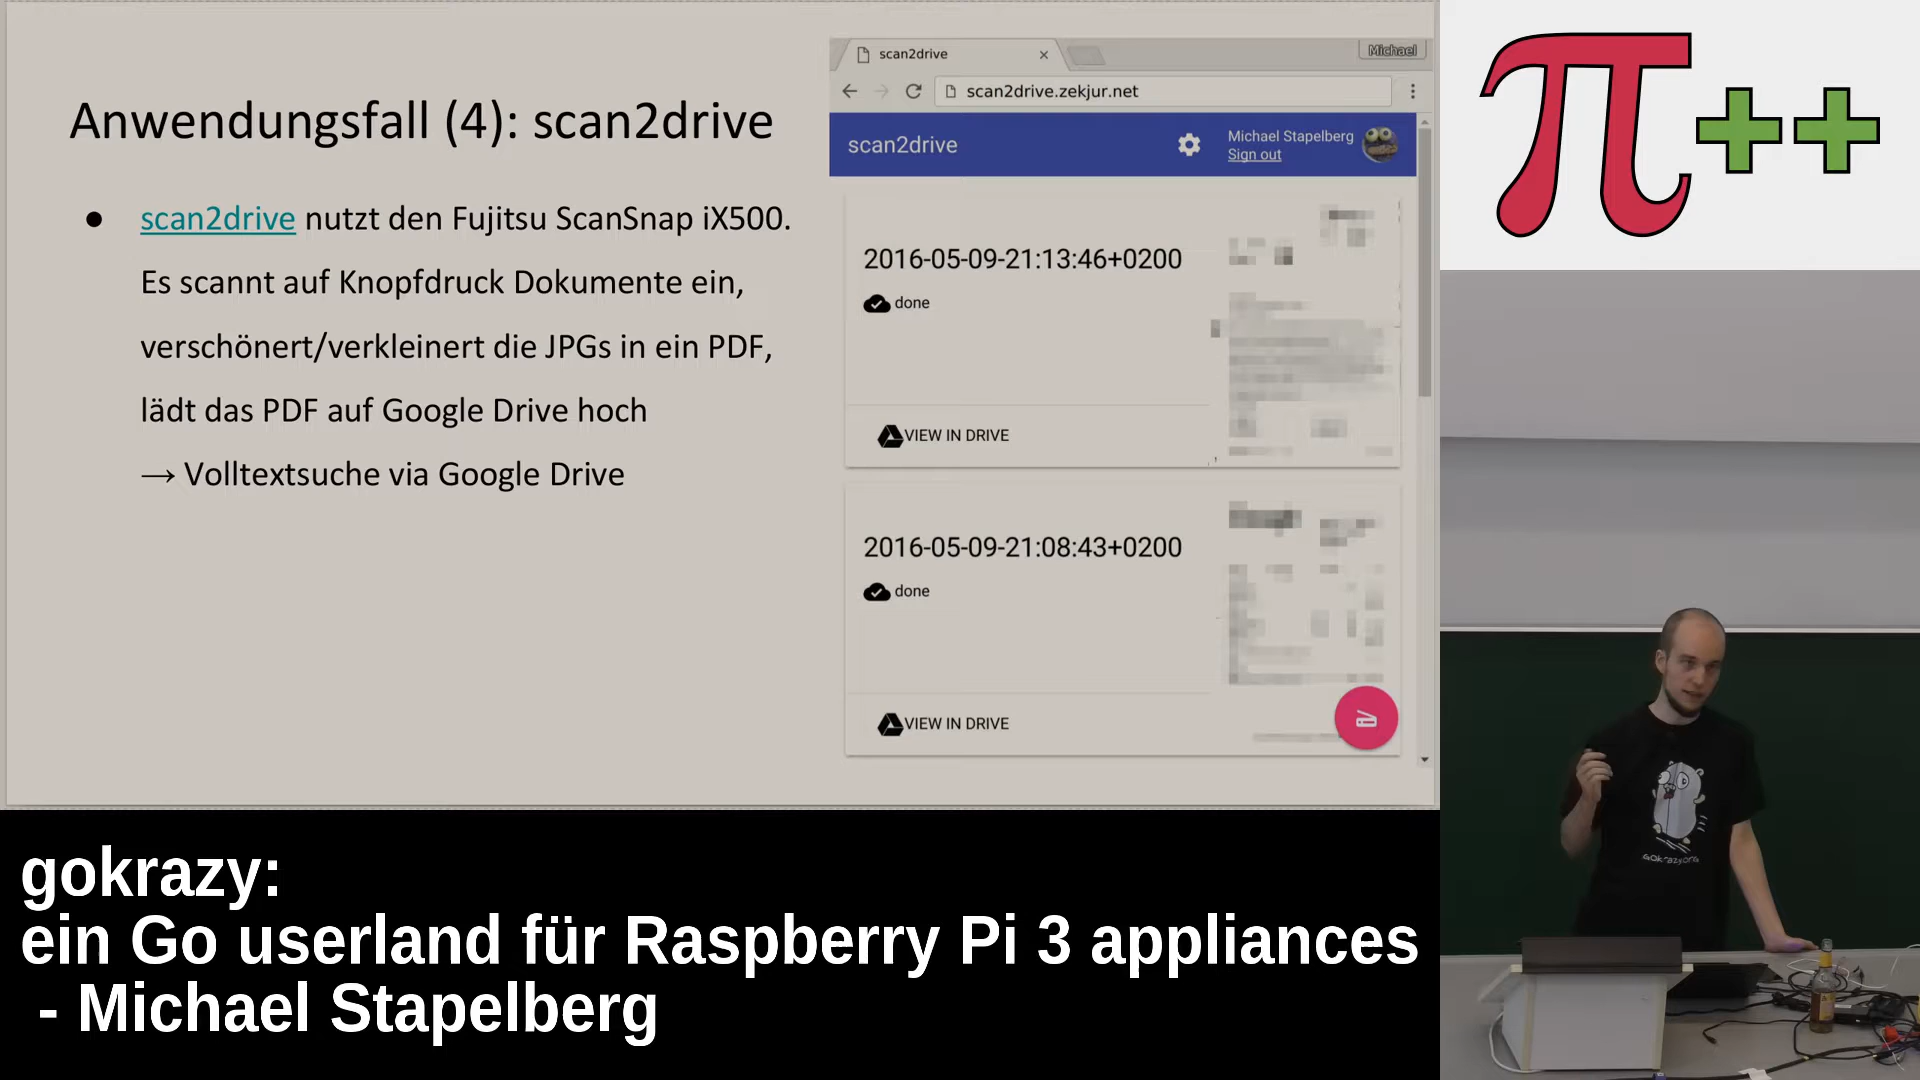 Anwendungsfall (4): scan2drive
● scan2drive nutzt den Fujitsu ScanSnap iX500.
Es scannt auf Knopfdruck Dokumente ein,
verschönert/verkleinert die JPGs in ein PDF,
lädt das PDF auf Google Drive hoch
→ Volltextsuche via Google Drive
scan2drive
Michael
scan2drive.zekjur.net
scan2drive
Michael Stapelberg
Sign out
2016-05-09-21:13:46+0200
done
VIEW IN DRIVE
2016-05-09-21:08:43+0200
done
VIEW IN DRIVE
π++
GOKrazy.org
gokrazy:
ein Go userland für Raspberry Pi 3 appliances
- Michael Stapelberg